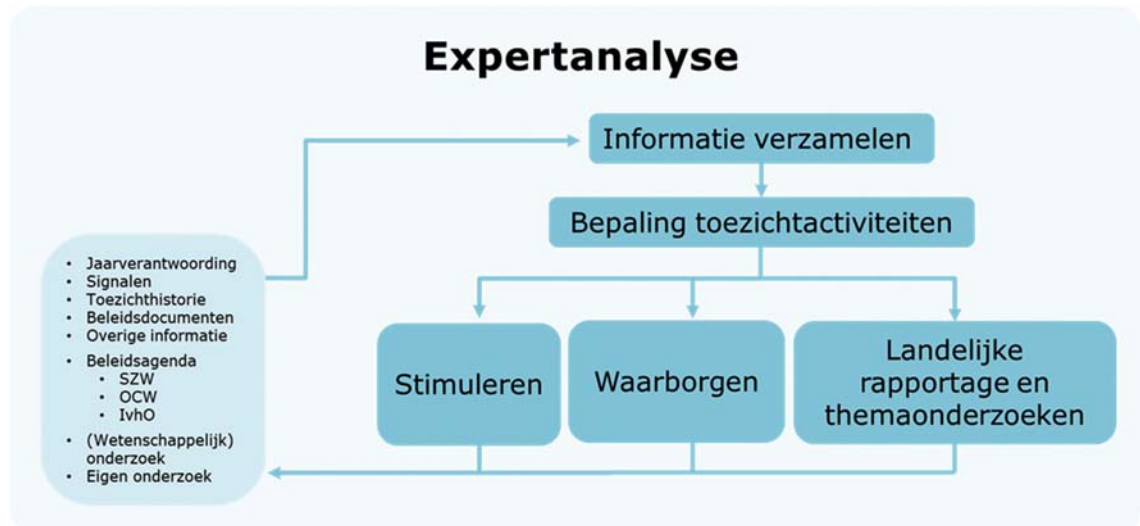 Expertanalyse
Informatie verzamelen
Bepaling toezichtactiviteiten
• Jaarverantwoording
• Signalen
• Toezichthistorie
• Beleidsdocumenten
• Overige informatie
• Beleidsagenda
• SZW
• OCW
• IvhO
• (Wetenschappelijk)
onderzoek
• Eigen onderzoek
Stimuleren
Waarborgen
Landelijke
rapportage en
themaonderzoeken